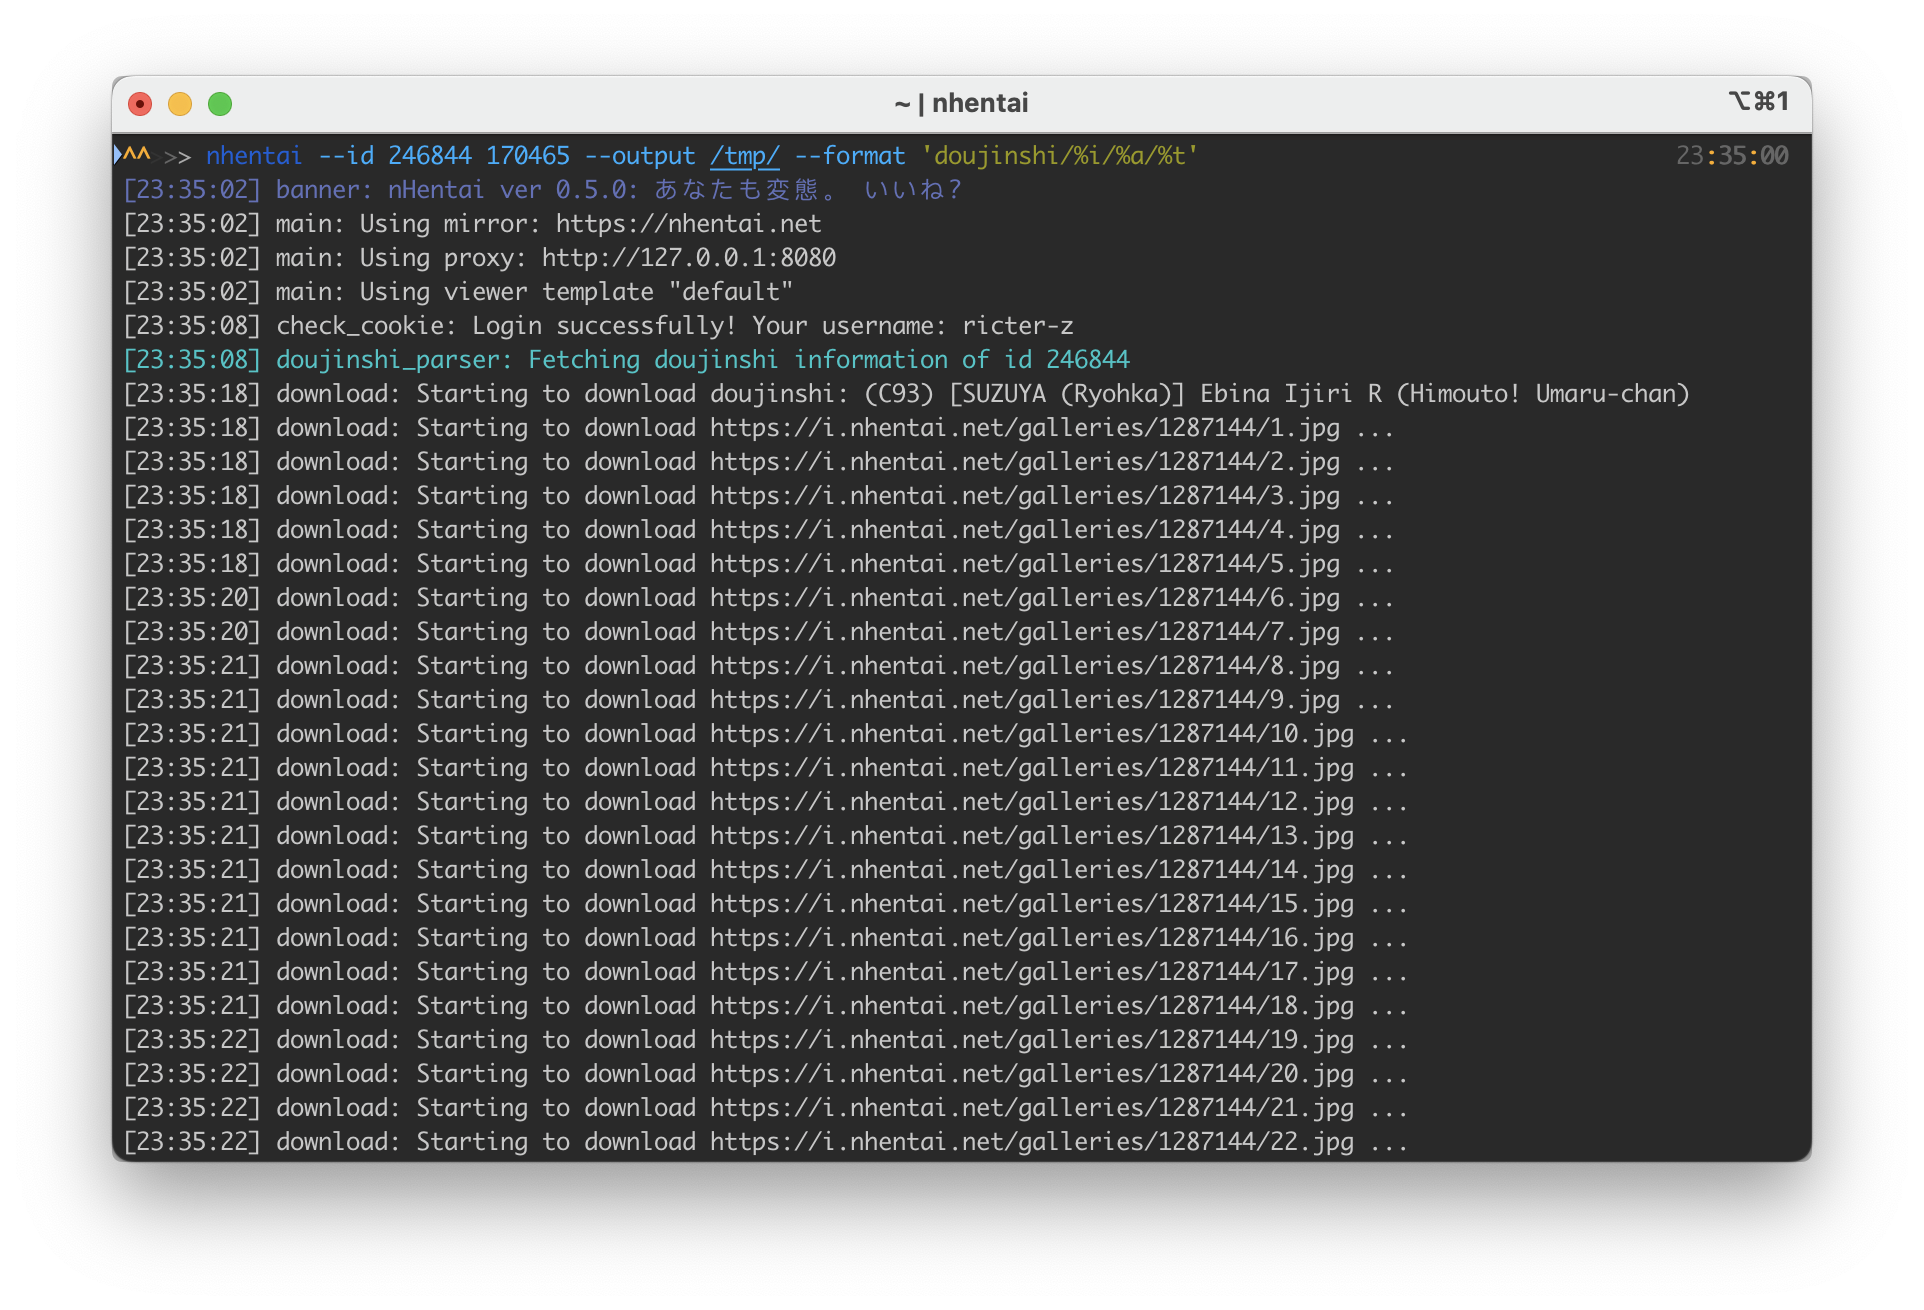 ~ | nhentai
⌥⌘1
^^ >> nhentai --id 246844 170465 --output /tmp/ --format 'doujinshi/%i/%a/%t' 23:35:00
[23:35:02] banner: nHentai ver 0.5.0: あなたも変態。 いいね?
[23:35:02] main: Using mirror: https://nhentai.net
[23:35:02] main: Using proxy: http://127.0.0.1:8080
[23:35:02] main: Using viewer template "default"
[23:35:08] check_cookie: Login successfully! Your username: ricter-z
[23:35:08] doujinshi_parser: Fetching doujinshi information of id 246844
[23:35:18] download: Starting to download doujinshi: (C93) [SUZUYA (Ryohka)] Ebina Ijiri R (Himouto! Umaru-chan)
[23:35:18] download: Starting to download https://i.nhentai.net/galleries/1287144/1.jpg ...
[23:35:18] download: Starting to download https://i.nhentai.net/galleries/1287144/2.jpg ...
[23:35:18] download: Starting to download https://i.nhentai.net/galleries/1287144/3.jpg ...
[23:35:18] download: Starting to download https://i.nhentai.net/galleries/1287144/4.jpg ...
[23:35:18] download: Starting to download https://i.nhentai.net/galleries/1287144/5.jpg ...
[23:35:20] download: Starting to download https://i.nhentai.net/galleries/1287144/6.jpg ...
[23:35:20] download: Starting to download https://i.nhentai.net/galleries/1287144/7.jpg ...
[23:35:21] download: Starting to download https://i.nhentai.net/galleries/1287144/8.jpg ...
[23:35:21] download: Starting to download https://i.nhentai.net/galleries/1287144/9.jpg ...
[23:35:21] download: Starting to download https://i.nhentai.net/galleries/1287144/10.jpg ...
[23:35:21] download: Starting to download https://i.nhentai.net/galleries/1287144/11.jpg ...
[23:35:21] download: Starting to download https://i.nhentai.net/galleries/1287144/12.jpg ...
[23:35:21] download: Starting to download https://i.nhentai.net/galleries/1287144/13.jpg ...
[23:35:21] download: Starting to download https://i.nhentai.net/galleries/1287144/14.jpg ...
[23:35:21] download: Starting to download https://i.nhentai.net/galleries/1287144/15.jpg ...
[23:35:21] download: Starting to download https://i.nhentai.net/galleries/1287144/16.jpg ...
[23:35:21] download: Starting to download https://i.nhentai.net/galleries/1287144/17.jpg ...
[23:35:21] download: Starting to download https://i.nhentai.net/galleries/1287144/18.jpg ...
[23:35:22] download: Starting to download https://i.nhentai.net/galleries/1287144/19.jpg ...
[23:35:22] download: Starting to download https://i.nhentai.net/galleries/1287144/20.jpg ...
[23:35:22] download: Starting to download https://i.nhentai.net/galleries/1287144/21.jpg ...
[23:35:22] download: Starting to download https://i.nhentai.net/galleries/1287144/22.jpg ...